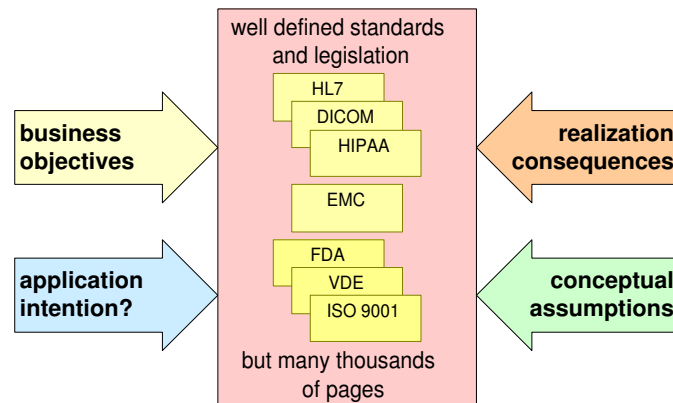 well defined standards
and legislation
HL7
DICOM
HIPAA
EMC
FDA
VDE
ISO 9001
but many thousands
of pages
business
objectives
application
intention?
realization
consequences
conceptual
assumptions